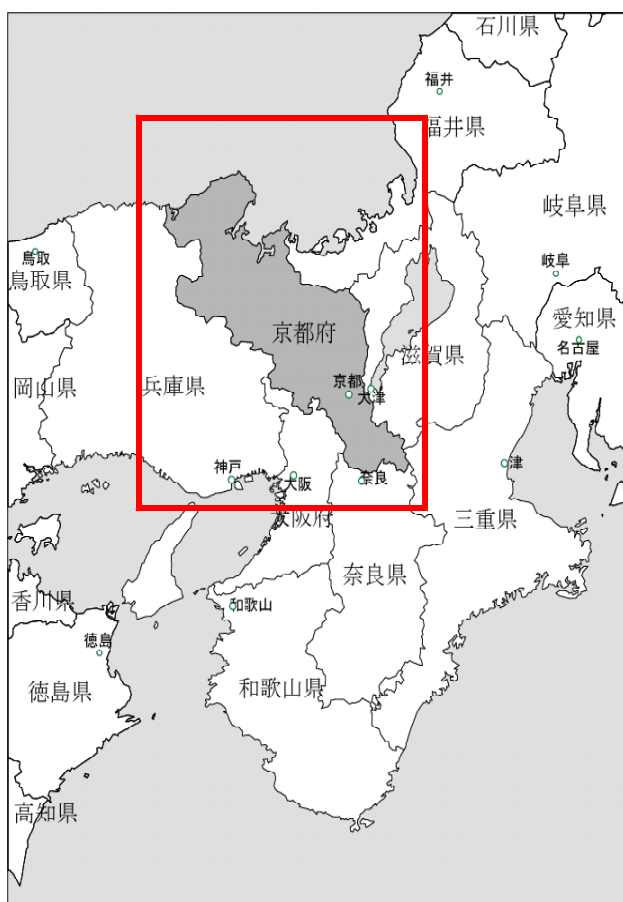 石川県
福井
福井県
岐阜県
鳥取
鳥取県
岐阜
愛知県
名古屋
京都府
滋賀県
岡山県
兵庫県
京都
大津
神戸
大阪
奈良
津
大阪府
三重県
奈良県
香川県
和歌山
徳島
徳島県
和歌山県
高知県